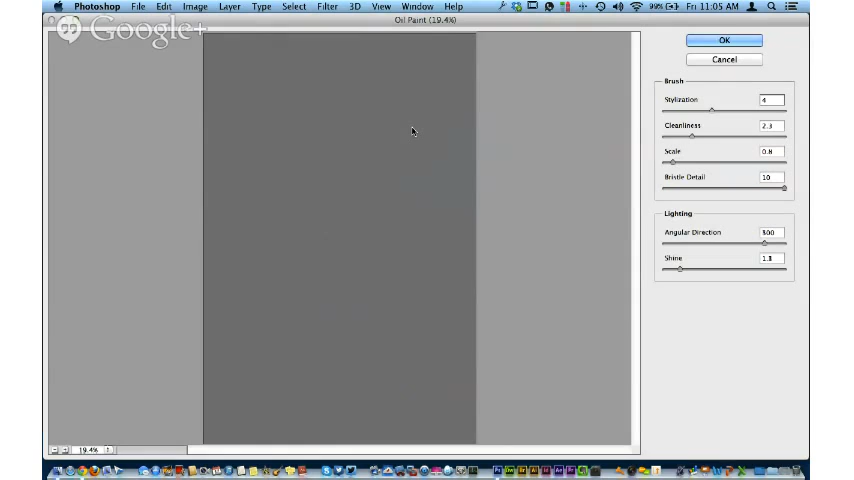 Photoshop File Edit Image Layer Type Select Filter 3D View Window Help 99% Fri 11:05 AM
Oil Paint (19.4%)
Google+
OK
Cancel
Brush
Stylization 4
Cleanliness 2.3
Scale 0.8
Bristle Detail 10
Lighting
Angular Direction 300
Shine 1.3
19.4%